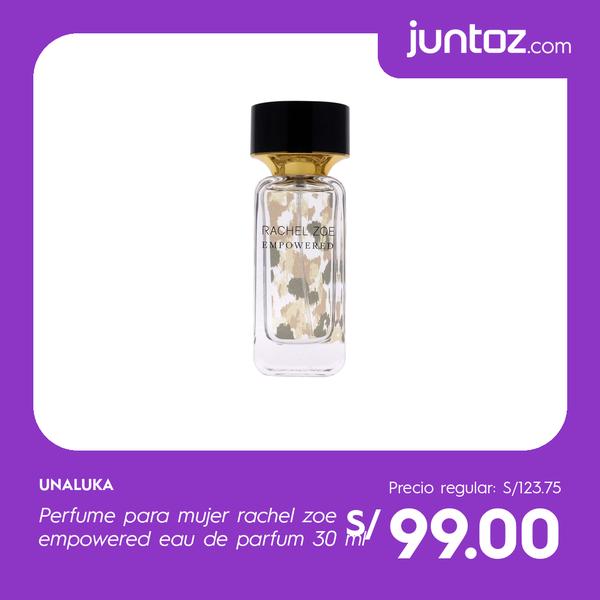 juntoz.com
RACHEL ZOE
EMPOWERED
UNALUKA
Perfume para mujer rachel zoe
empowered eau de parfum 30 ml
Precio regular: S/123.75
S/ 99.00